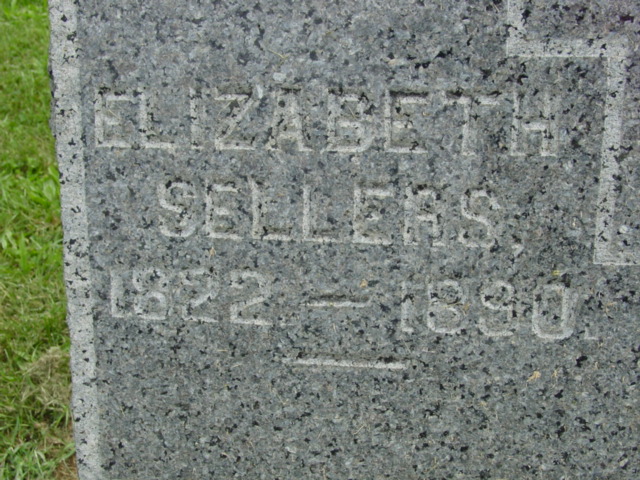 ELIZABETH
SELLERS,
1822 — 1890.